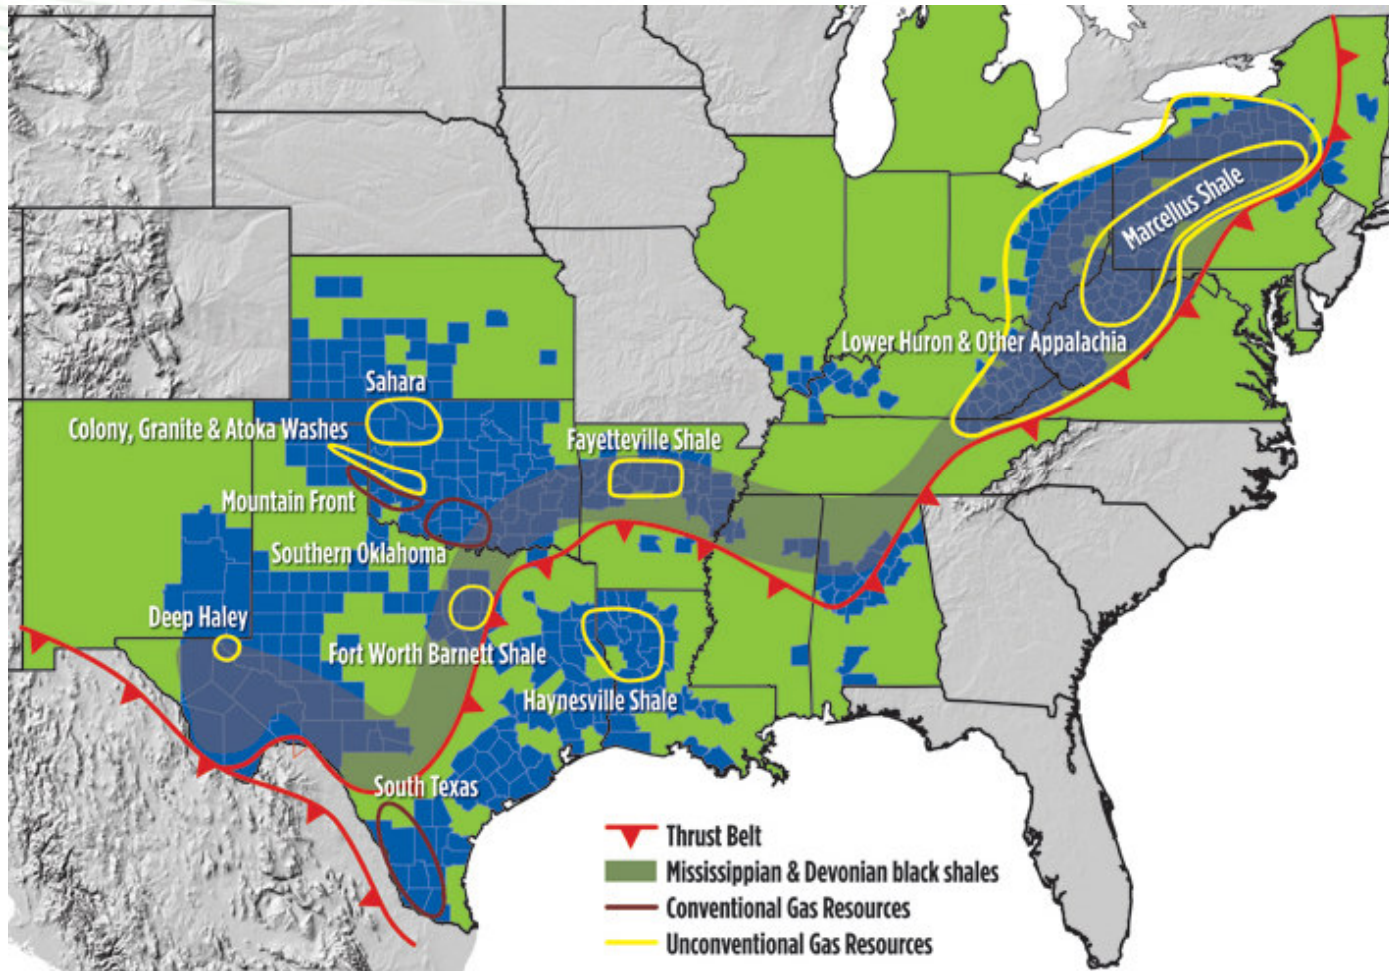 Marcellus Shale
Lower Huron & Other Appalachia
Sahara
Colony, Granite & Atoka Washes
Fayetteville Shale
Mountain Front
Southern Oklahoma
Deep Haley
Fort Worth Barnett Shale
Haynesville Shale
South Texas
Thrust Belt
Mississippian & Devonian black shales
Conventional Gas Resources
Unconventional Gas Resources